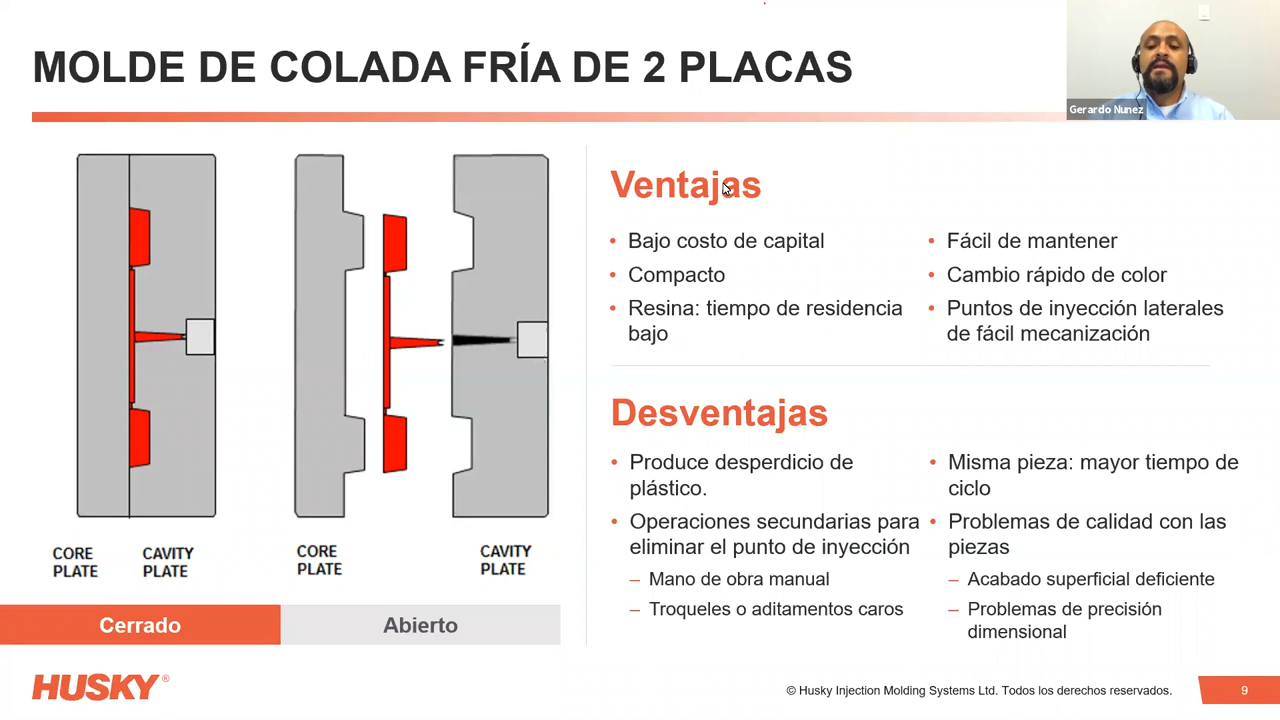 MOLDE DE COLADA FRÍA DE 2 PLACAS
Gerardo Nunez
CORE
PLATE
CAVITY
PLATE
CORE
PLATE
CAVITY
PLATE
Cerrado
Abierto
Ventajas
• Bajo costo de capital
• Compacto
• Resina: tiempo de residencia
bajo
• Fácil de mantener
• Cambio rápido de color
• Puntos de inyección laterales
de fácil mecanización
Desventajas
• Produce desperdicio de
plástico.
• Operaciones secundarias para
eliminar el punto de inyección
– Mano de obra manual
– Troqueles o aditamentos caros
• Misma pieza: mayor tiempo de
ciclo
• Problemas de calidad con las
piezas
– Acabado superficial deficiente
– Problemas de precisión
dimensional
HUSKY®
© Husky Injection Molding Systems Ltd. Todos los derechos reservados.
9